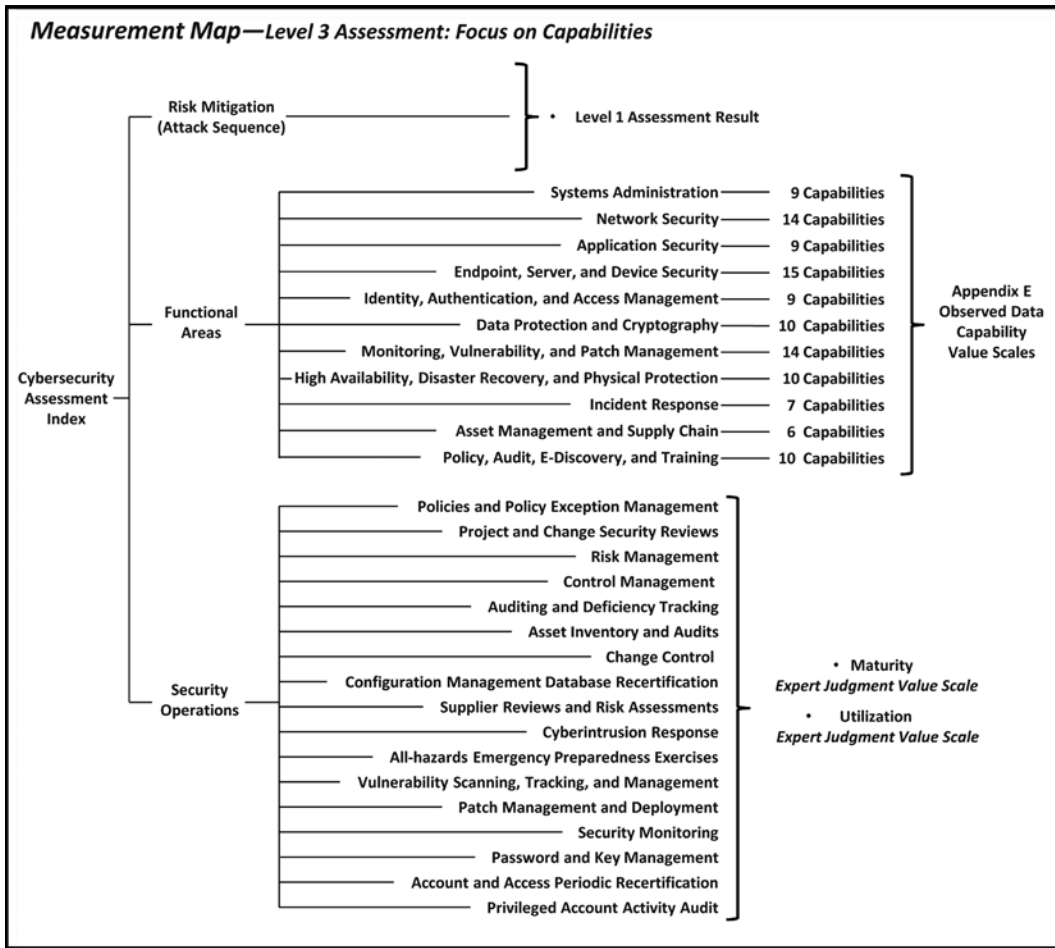 Measurement Map—Level 3 Assessment: Focus on Capabilities
Risk Mitigation
(Attack Sequence)
• Level 1 Assessment Result
Systems Administration 9 Capabilities
Network Security 14 Capabilities
Application Security 9 Capabilities
Endpoint, Server, and Device Security 15 Capabilities
Identity, Authentication, and Access Management 9 Capabilities
Data Protection and Cryptography 10 Capabilities
Monitoring, Vulnerability, and Patch Management 14 Capabilities
High Availability, Disaster Recovery, and Physical Protection 10 Capabilities
Incident Response 7 Capabilities
Asset Management and Supply Chain 6 Capabilities
Policy, Audit, E-Discovery, and Training 10 Capabilities
Functional
Areas
Appendix E
Observed Data
Capability
Value Scales
Cybersecurity
Assessment
Index
Policies and Policy Exception Management
Project and Change Security Reviews
Risk Management
Control Management
Auditing and Deficiency Tracking
Asset Inventory and Audits
Change Control
Configuration Management Database Recertification
Supplier Reviews and Risk Assessments
Cyberintrusion Response
All-hazards Emergency Preparedness Exercises
Vulnerability Scanning, Tracking, and Management
Patch Management and Deployment
Security Monitoring
Password and Key Management
Account and Access Periodic Recertification
Privileged Account Activity Audit
Security
Operations
• Maturity
Expert Judgment Value Scale
• Utilization
Expert Judgment Value Scale